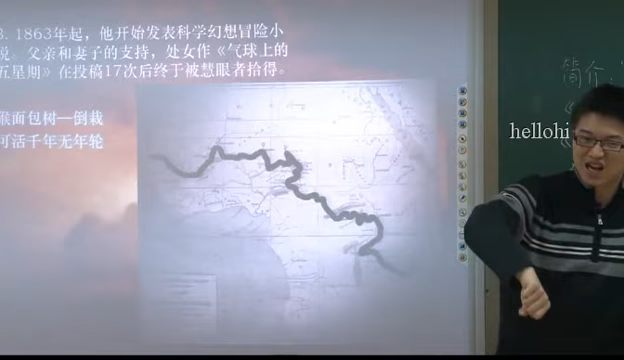 3. 1863年起，他开始发表科学幻想冒险小
说。父亲和妻子的支持，处女作《气球上的
五星期》在投稿17次后终于被慧眼者拾得。
猴面包树—倒栽
可活千年无年轮
简介：
hellohi